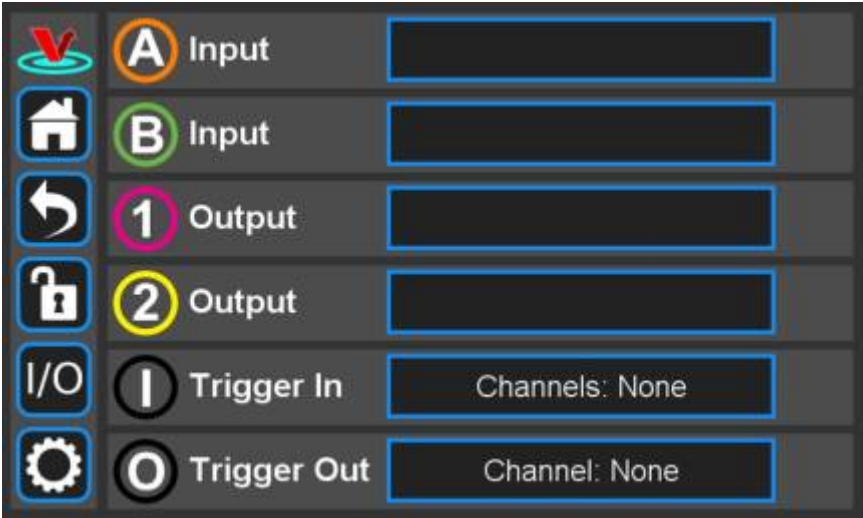 A Input
B Input
1 Output
2 Output
I/O
I Trigger In Channels: None
O Trigger Out Channel: None